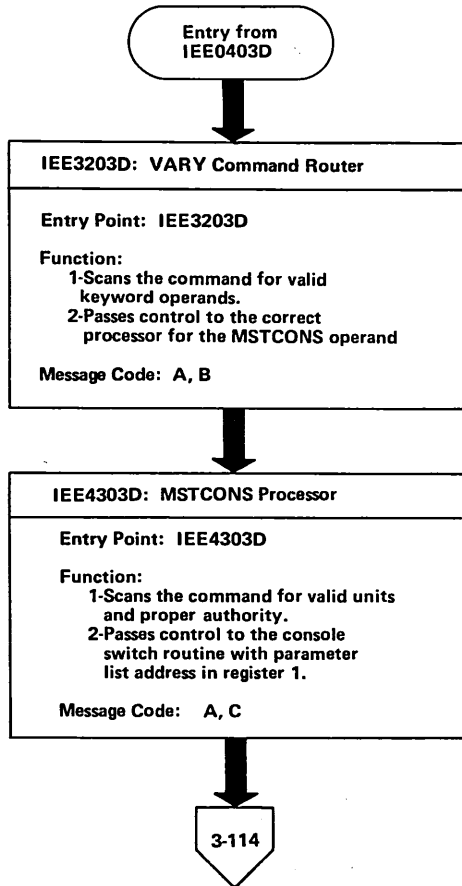 Entry from
IEE0403D
IEE3203D: VARY Command Router
Entry Point: IEE3203D
Function:
1-Scans the command for valid
keyword operands.
2-Passes control to the correct
processor for the MSTCONS operand
Message Code: A, B
IEE4303D: MSTCONS Processor
Entry Point: IEE4303D
Function:
1-Scans the command for valid units
and proper authority.
2-Passes control to the console
switch routine with parameter
list address in register 1.
Message Code: A, C
3-114